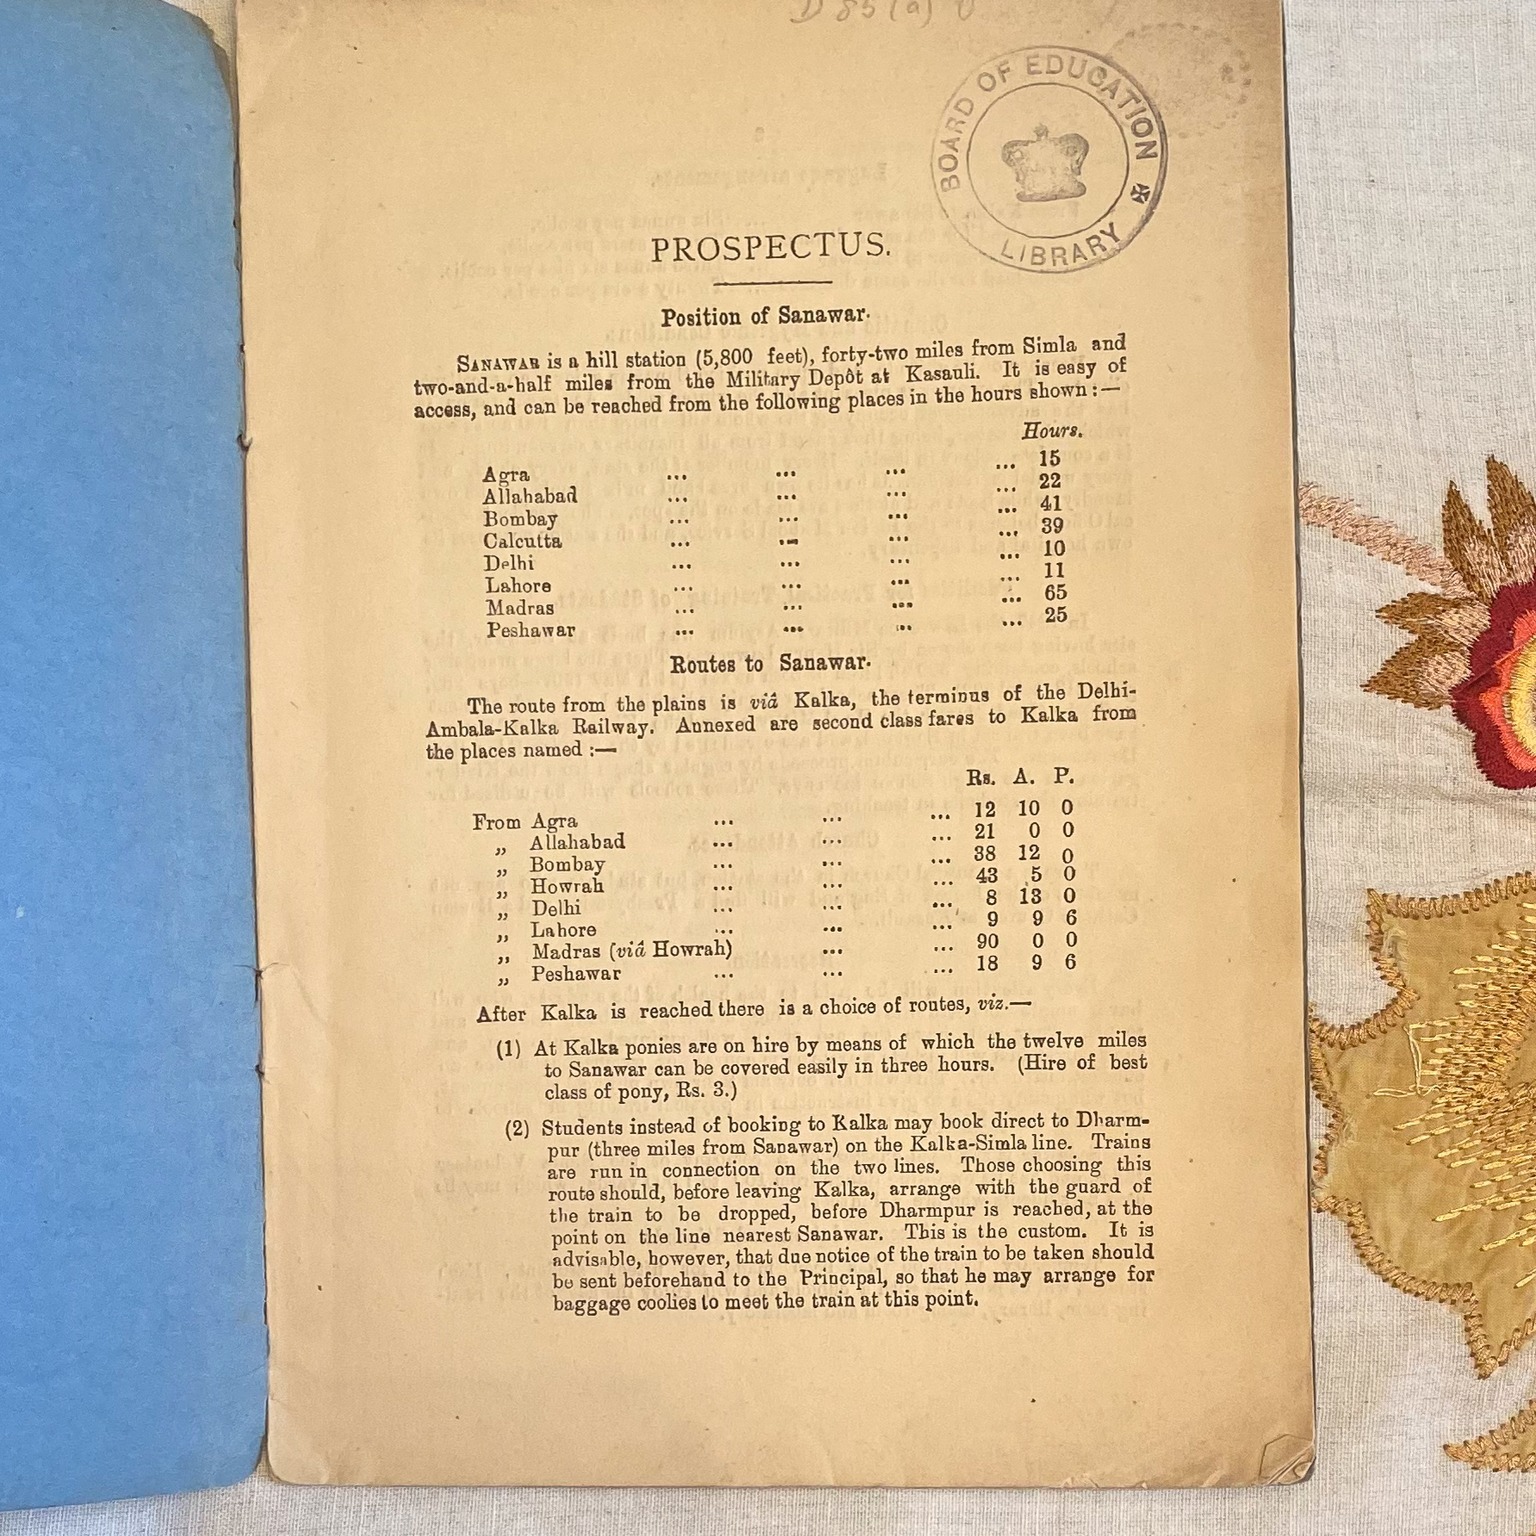 D 85 (a)
BOARD OF EDUCATION
LIBRARY
PROSPECTUS.
Position of Sanawar.
SANAWAR is a hill station (5,800 feet), forty-two miles from Simla and
two-and-a-half miles from the Military Depôt at Kasauli. It is easy of
access, and can be reached from the following places in the hours shown :—
Hours.
Agra ... ... ... ... 15
Allahabad ... ... ... ... 22
Bombay ... ... ... ... 41
Calcutta ... ... ... ... 39
Delhi ... ... ... ... 10
Lahore ... ... ... ... 11
Madras ... ... ... ... 65
Peshawar ... ... ... ... 25
Routes to Sanawar.
The route from the plains is viâ Kalka, the terminus of the Delhi-
Ambala-Kalka Railway. Annexed are second class fares to Kalka from
the places named :—
Rs. A. P.
From Agra ... ... ... 12 10 0
„ Allahabad ... ... ... 21 0 0
„ Bombay ... ... ... 38 12 0
„ Howrah ... ... ... 43 5 0
„ Delhi ... ... ... 8 13 0
„ Lahore ... ... ... 9 9 6
„ Madras (viâ Howrah) ... ... 90 0 0
„ Peshawar ... ... ... 18 9 6
After Kalka is reached there is a choice of routes, viz.—
(1) At Kalka ponies are on hire by means of which the twelve miles
to Sanawar can be covered easily in three hours. (Hire of best
class of pony, Rs. 3.)
(2) Students instead of booking to Kalka may book direct to Dharm-
pur (three miles from Sanawar) on the Kalka-Simla line. Trains
are run in connection on the two lines. Those choosing this
route should, before leaving Kalka, arrange with the guard of
the train to be dropped, before Dharmpur is reached, at the
point on the line nearest Sanawar. This is the custom. It is
advisable, however, that due notice of the train to be taken should
be sent beforehand to the Principal, so that he may arrange for
baggage coolies to meet the train at this point.